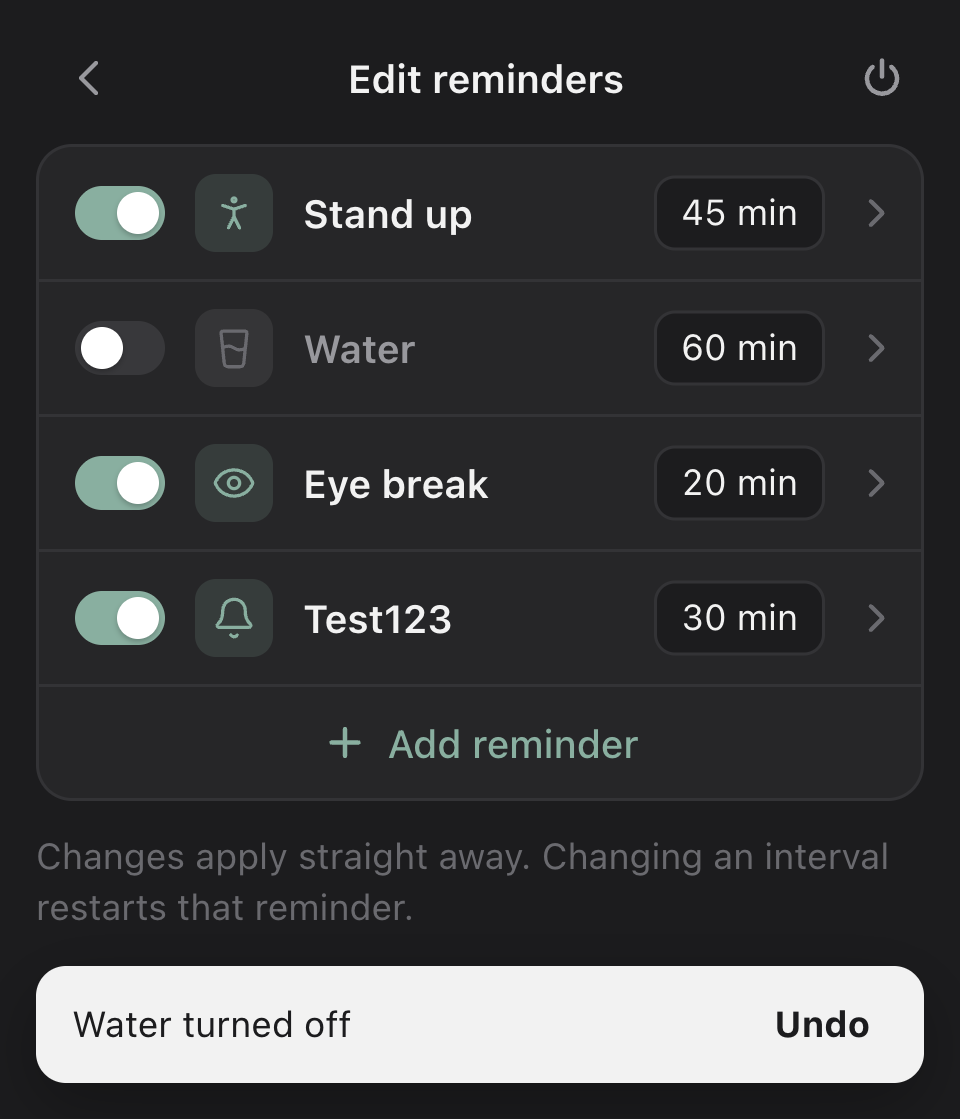 Edit reminders
Stand up 45 min
Water 60 min
Eye break 20 min
Test123 30 min
Add reminder
Changes apply straight away. Changing an interval
restarts that reminder.
Water turned off Undo